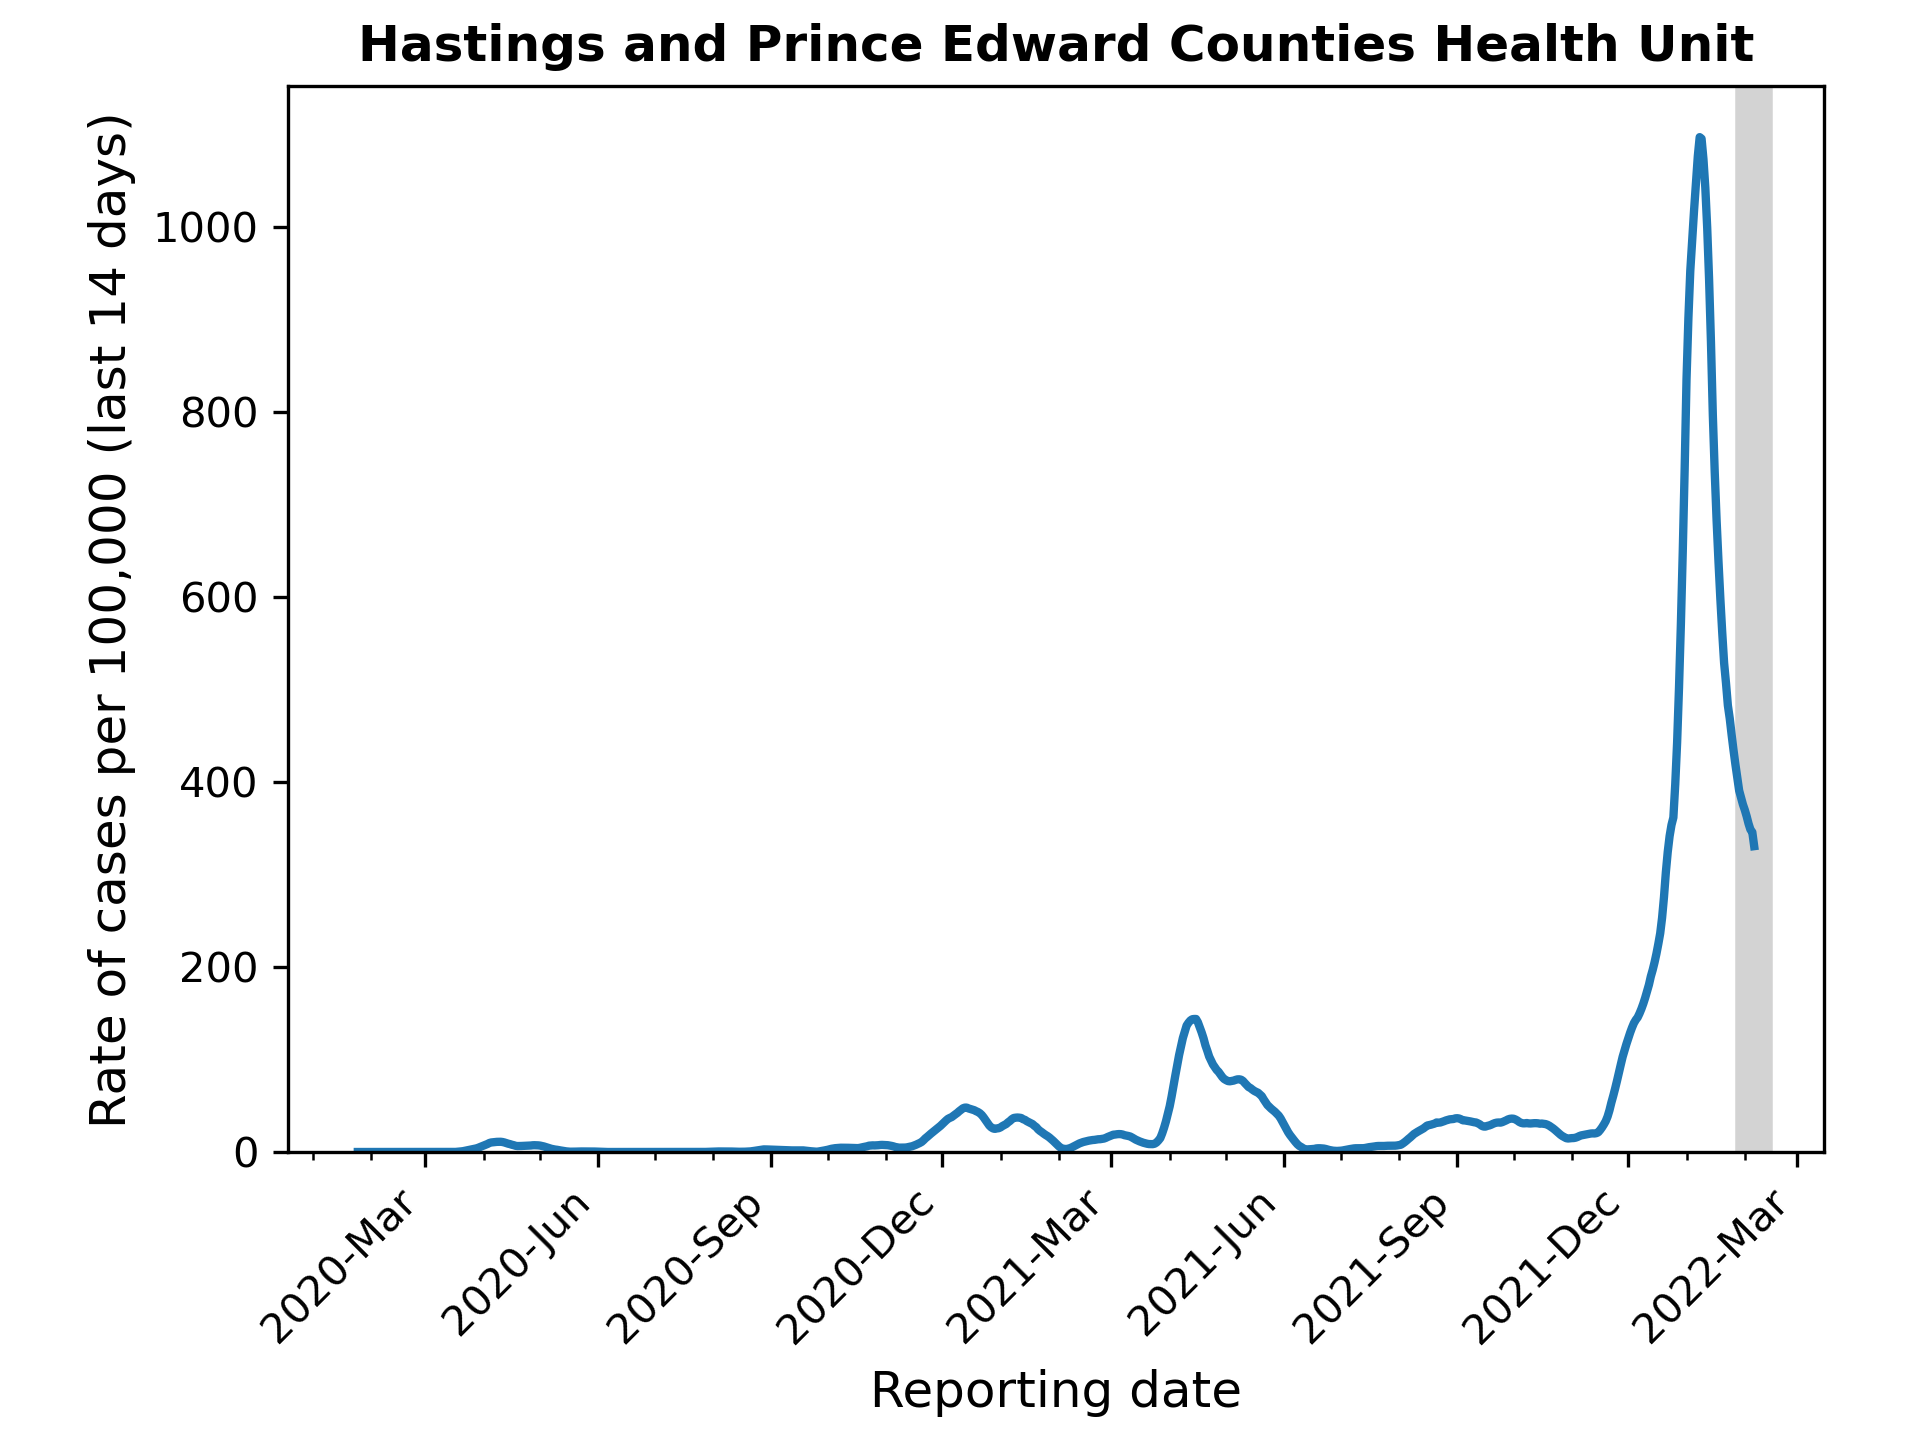 Hastings and Prince Edward Counties Health Unit
Rate of cases per 100,000 (last 14 days)
1000
800
600
400
200
0
2020-Mar
2020-Jun
2020-Sep
2020-Dec
2021-Mar
2021-Jun
2021-Sep
2021-Dec
2022-Mar
Reporting date